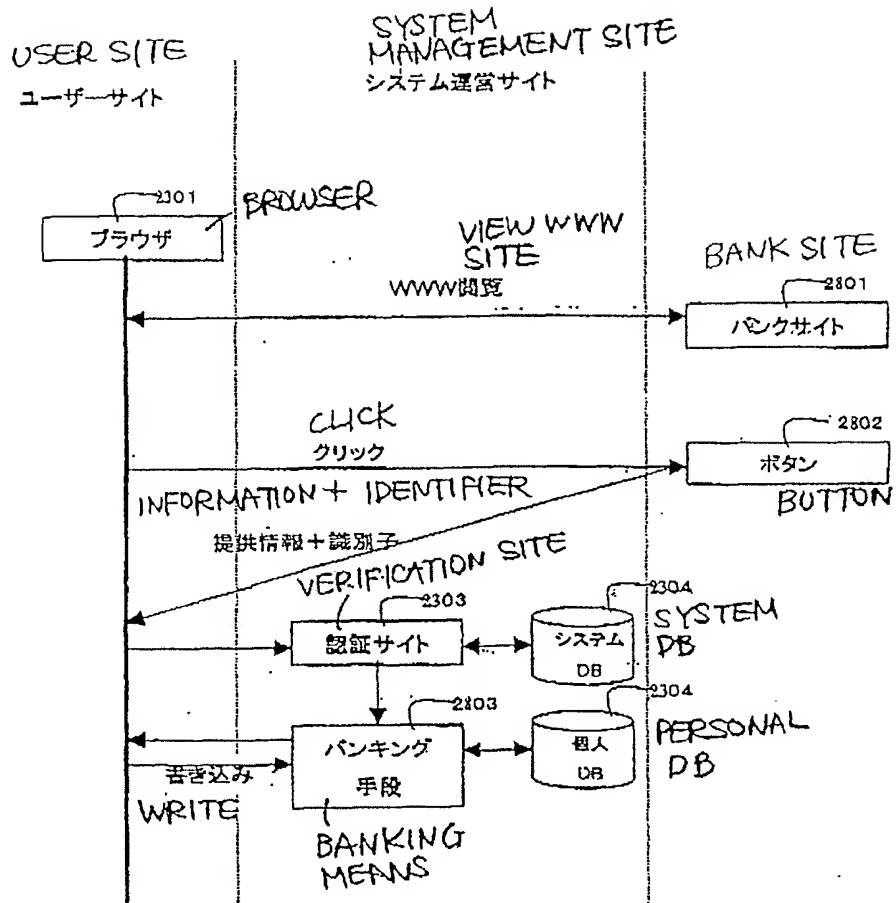 USER SITE
ユーザーサイト
SYSTEM
MANAGEMENT SITE
システム運営サイト
2301
BROWSER
ブラウザ
VIEW WWW
SITE
WWW閲覧
BANK SITE
2801
バンクサイト
CLICK
クリック
2802
ボタン
BUTTON
INFORMATION + IDENTIFIER
提供情報+識別子
VERIFICATION SITE
2303
認証サイト
2304
システム
DB
SYSTEM
DB
2803
バンキング
手段
2304
個人
DB
PERSONAL
DB
書き込み
WRITE
BANKING
MEANS